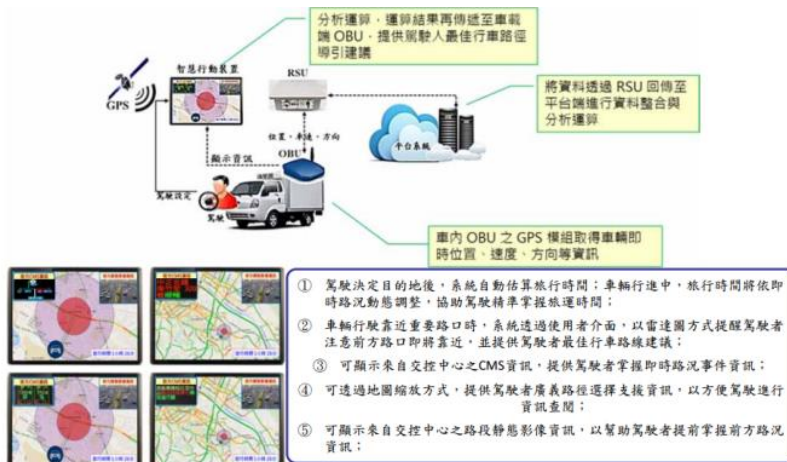 分析運算，運算結果再傳遞至車載
端 OBU，提供駕駛人最佳行車路徑
導引建議
智慧行動裝置
RSU
GPS
將資料透過 RSU 回傳至
平台端進行資料整合與
分析運算
位置，車速，方向
平台系統
顯示資訊
OBU
駕駛設定
駕駛
車內 OBU 之 GPS 模組取得車輛即
時位置、速度、方向等資訊
① 駕駛決定目的地後，系統自動估算旅行時間；車輛行進中，旅行時間將依即
時路況動態調整，協助駕駛精準掌握旅運時間；
② 車輛行駛靠近重要路口時，系統透過使用者介面，以雷達圖方式提醒駕駛者
注意前方路口即將靠近，並提供駕駛者最佳行車路線建議；
③ 可顯示來自交控中心之CMS資訊，提供駕駛者掌握即時路況事件資訊；
④ 可透過地圖縮放方式，提供駕駛者廣義路徑選擇支援資訊，以方便駕駛進行
資訊查閱；
⑤ 可顯示來自交控中心之路段靜態影像資訊，以幫助駕駛者提前掌握前方路況
資訊；